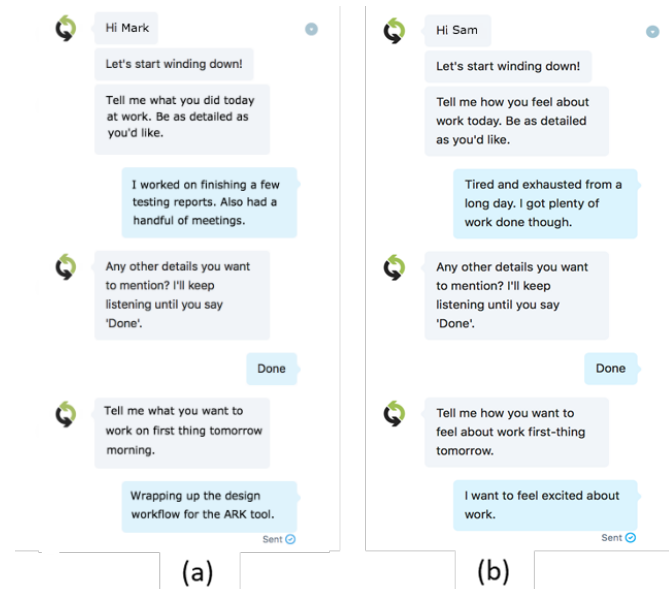 Hi Mark
Let's start winding down!
Tell me what you did today
at work. Be as detailed as
you'd like.
I worked on finishing a few
testing reports. Also had a
handful of meetings.
Any other details you want
to mention? I'll keep
listening until you say
'Done'.
Done
Tell me what you want to
work on first thing tomorrow
morning.
Wrapping up the design
workflow for the ARK tool.
Sent
(a)
Hi Sam
Let's start winding down!
Tell me how you feel about
work today. Be as detailed
as you'd like.
Tired and exhausted from a
long day. I got plenty of
work done though.
Any other details you want
to mention? I'll keep
listening until you say
'Done'.
Done
Tell me how you want to
feel about work first-thing
tomorrow.
I want to feel excited about
work.
Sent
(b)